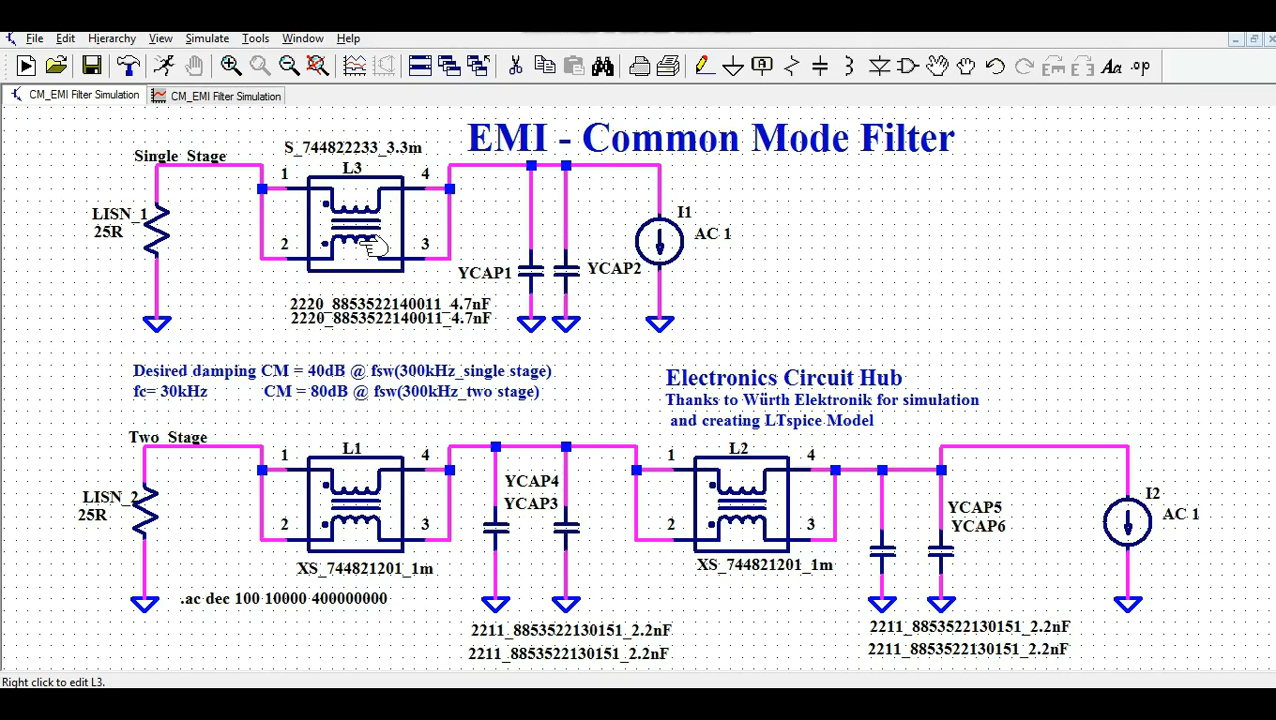 File Edit Hierarchy View Simulate Tools Window Help
.op
CM_EMI Filter Simulation CM_EMI Filter Simulation
EMI - Common Mode Filter
Single Stage
S_744822233_3.3m
L3
1 4
2 3
LISN_1
25R
YCAP1
YCAP2
I1
AC 1
2220_8853522140011_4.7nF
2220_8853522140011_4.7nF
Desired damping CM = 40dB @ fsw(300kHz_single stage)
fc= 30kHz CM = 80dB @ fsw(300kHz_two stage)
Electronics Circuit Hub
Thanks to Würth Elektronik for simulation
and creating LTspice Model
Two Stage
L1
1 4
2 3
LISN_2
25R
YCAP4
YCAP3
L2
1 4
2 3
YCAP5
YCAP6
I2
AC 1
XS_744821201_1m
XS_744821201_1m
.ac dec 100 10000 400000000
2211_8853522130151_2.2nF
2211_8853522130151_2.2nF
2211_8853522130151_2.2nF
2211_8853522130151_2.2nF
Right click to edit L3.